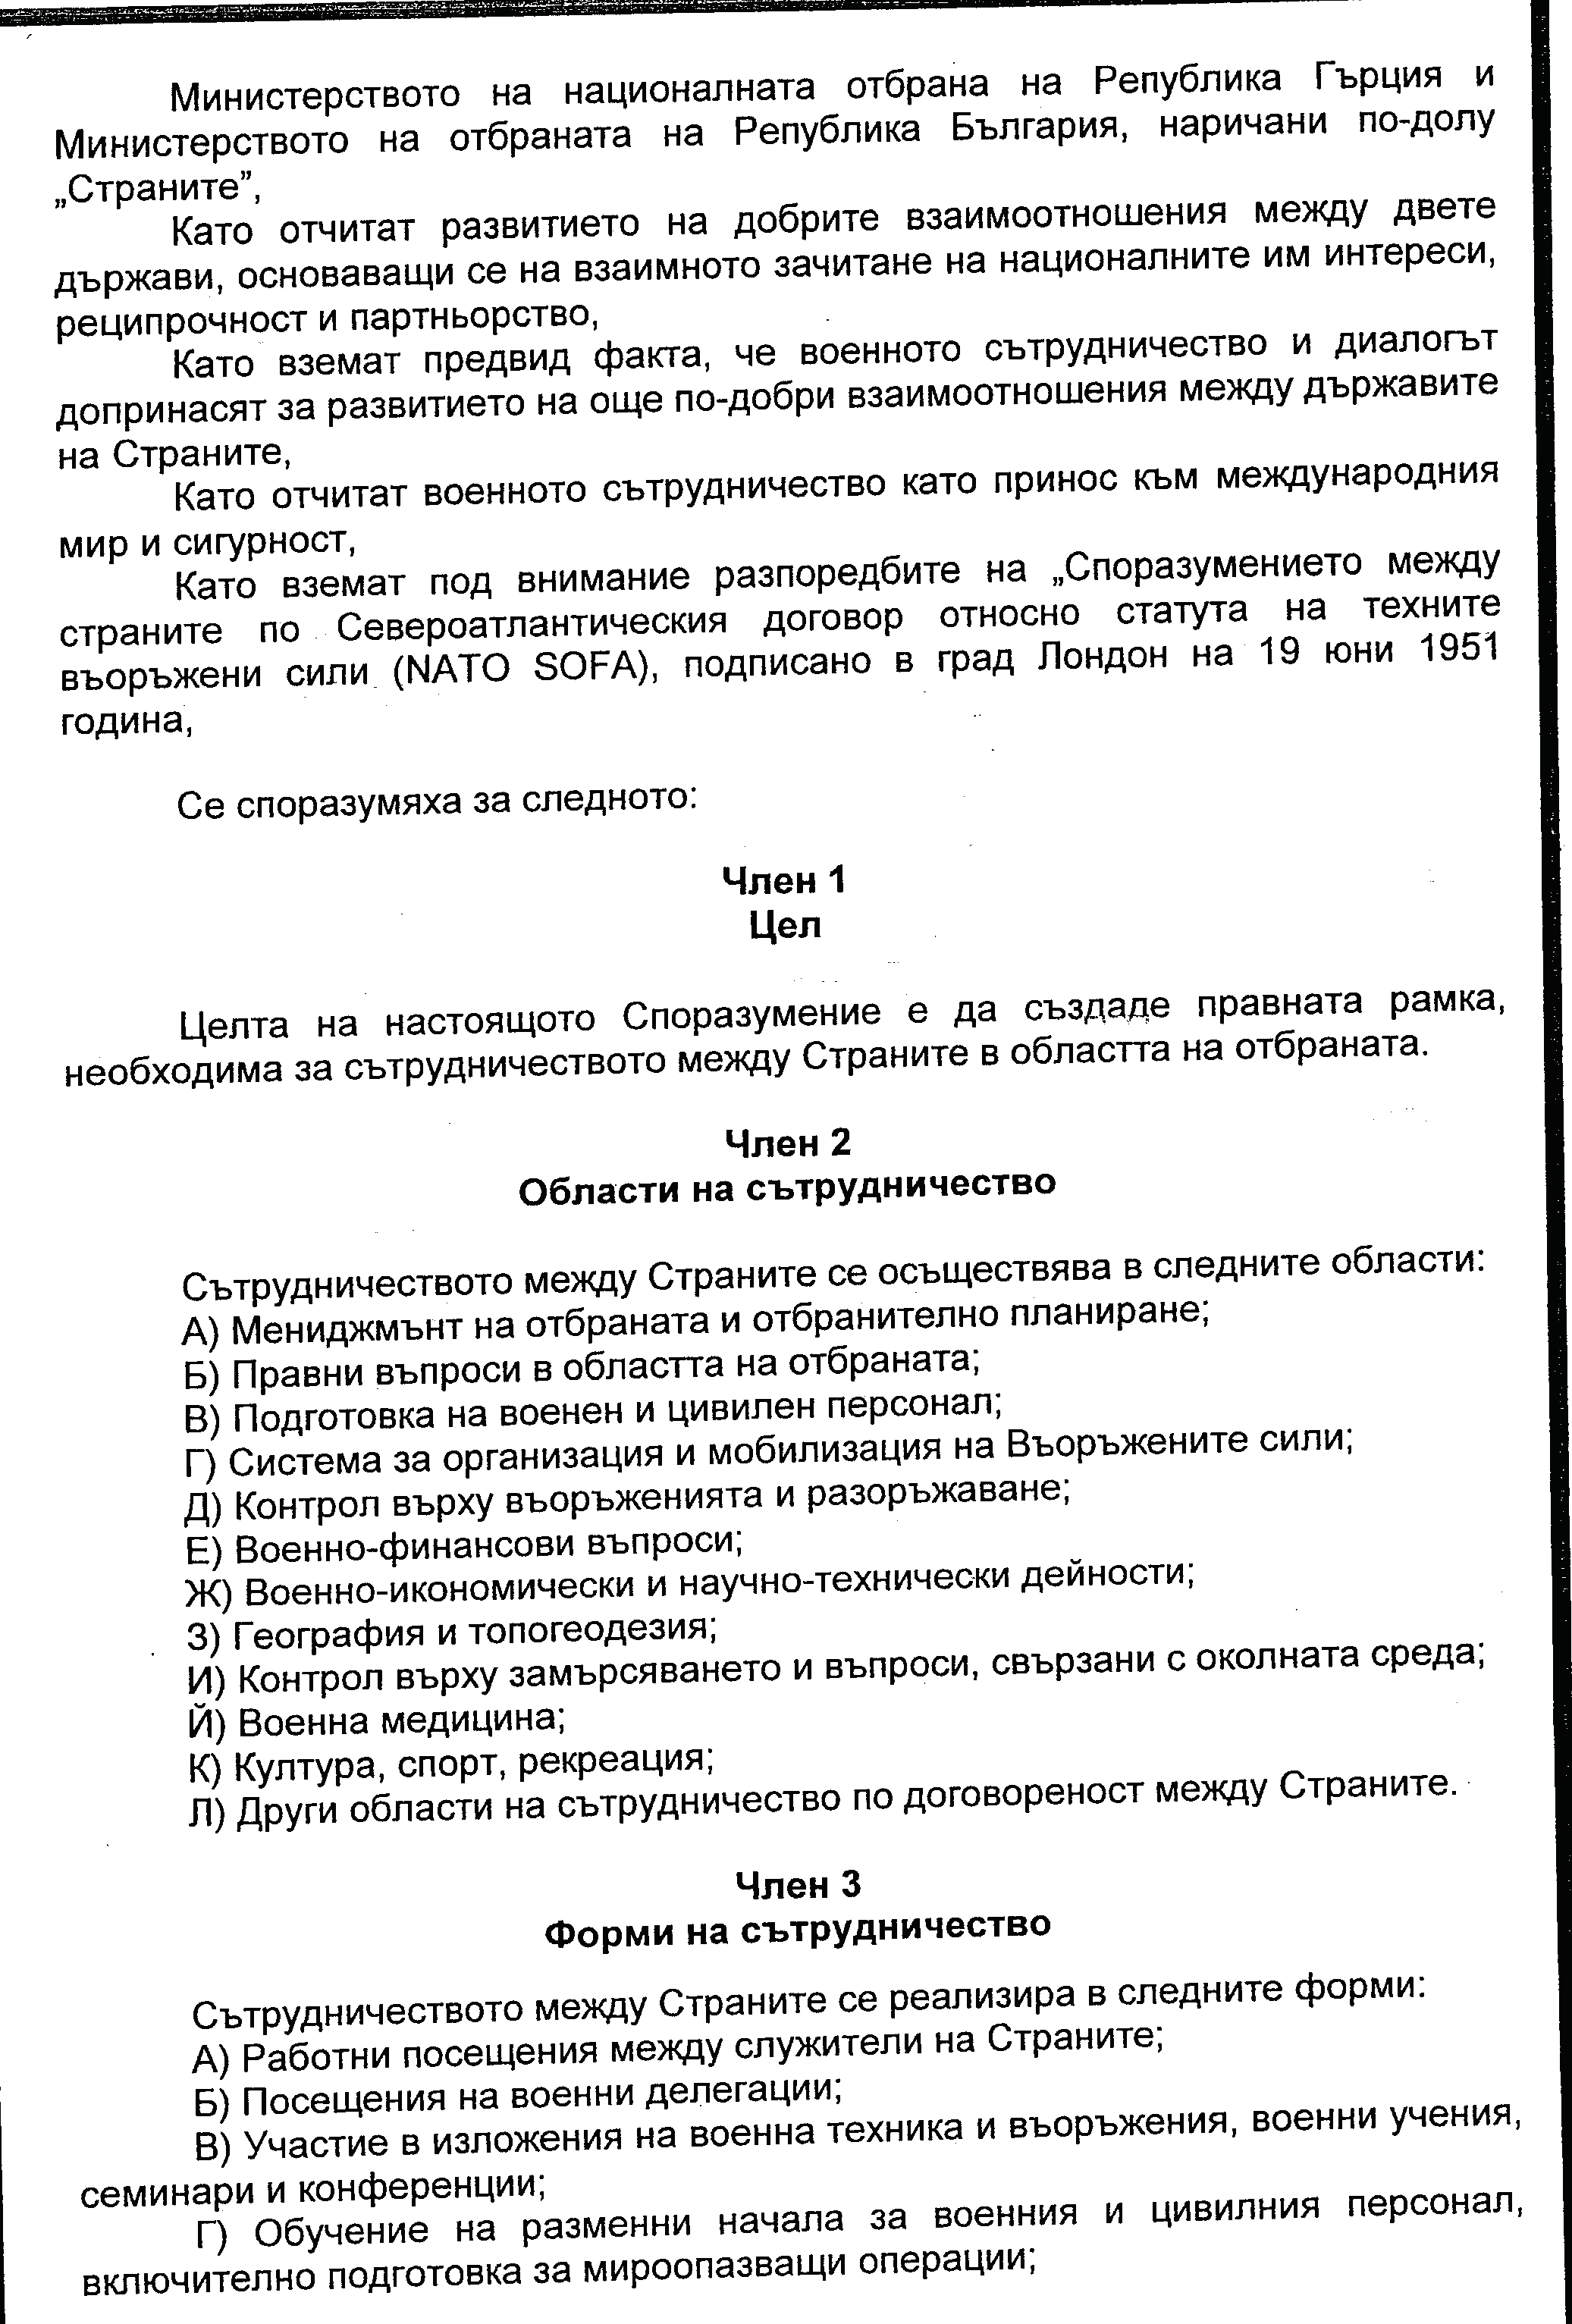 Министерството на националната отбрана на Република Гърция и
Министерството на отбраната на Република България, наричани по-долу
„Страните”,
Като отчитат развитието на добрите взаимоотношения между двете
държави, основаващи се на взаимното зачитане на националните им интереси,
реципрочност и партньорство,
Като вземат предвид факта, че военното сътрудничество и диалогът
допринасят за развитието на още по-добри взаимоотношения между държавите
на Страните,
Като отчитат военното сътрудничество като принос към международния
мир и сигурност,
Като вземат под внимание разпоредбите на „Споразумението между
страните по Североатлантическия договор относно статута на техните
въоръжени сили (NATO SOFA), подписано в град Лондон на 19 юни 1951
година,
Се споразумяха за следното:
Член 1
Цел
Целта на настоящото Споразумение е да създаде правната рамка,
необходима за сътрудничеството между Страните в областта на отбраната.
Член 2
Области на сътрудничество
Сътрудничеството между Страните се осъществява в следните области:
А) Мениджмънт на отбраната и отбранително планиране;
Б) Правни въпроси в областта на отбраната;
В) Подготовка на военен и цивилен персонал;
Г) Система за организация и мобилизация на Въоръжените сили;
Д) Контрол върху въоръженията и разоръжаване;
Е) Военно-финансови въпроси;
Ж) Военно-икономически и научно-технически дейности;
З) География и топогеодезия;
И) Контрол върху замърсяването и въпроси, свързани с околната среда;
Й) Военна медицина;
К) Култура, спорт, рекреация;
Л) Други области на сътрудничество по договореност между Страните.
Член 3
Форми на сътрудничество
Сътрудничеството между Страните се реализира в следните форми:
А) Работни посещения между служители на Страните;
Б) Посещения на военни делегации;
В) Участие в изложения на военна техника и въоръжения, военни учения,
семинари и конференции;
Г) Обучение на разменни начала за военния и цивилния персонал,
включително подготовка за мироопазващи операции;